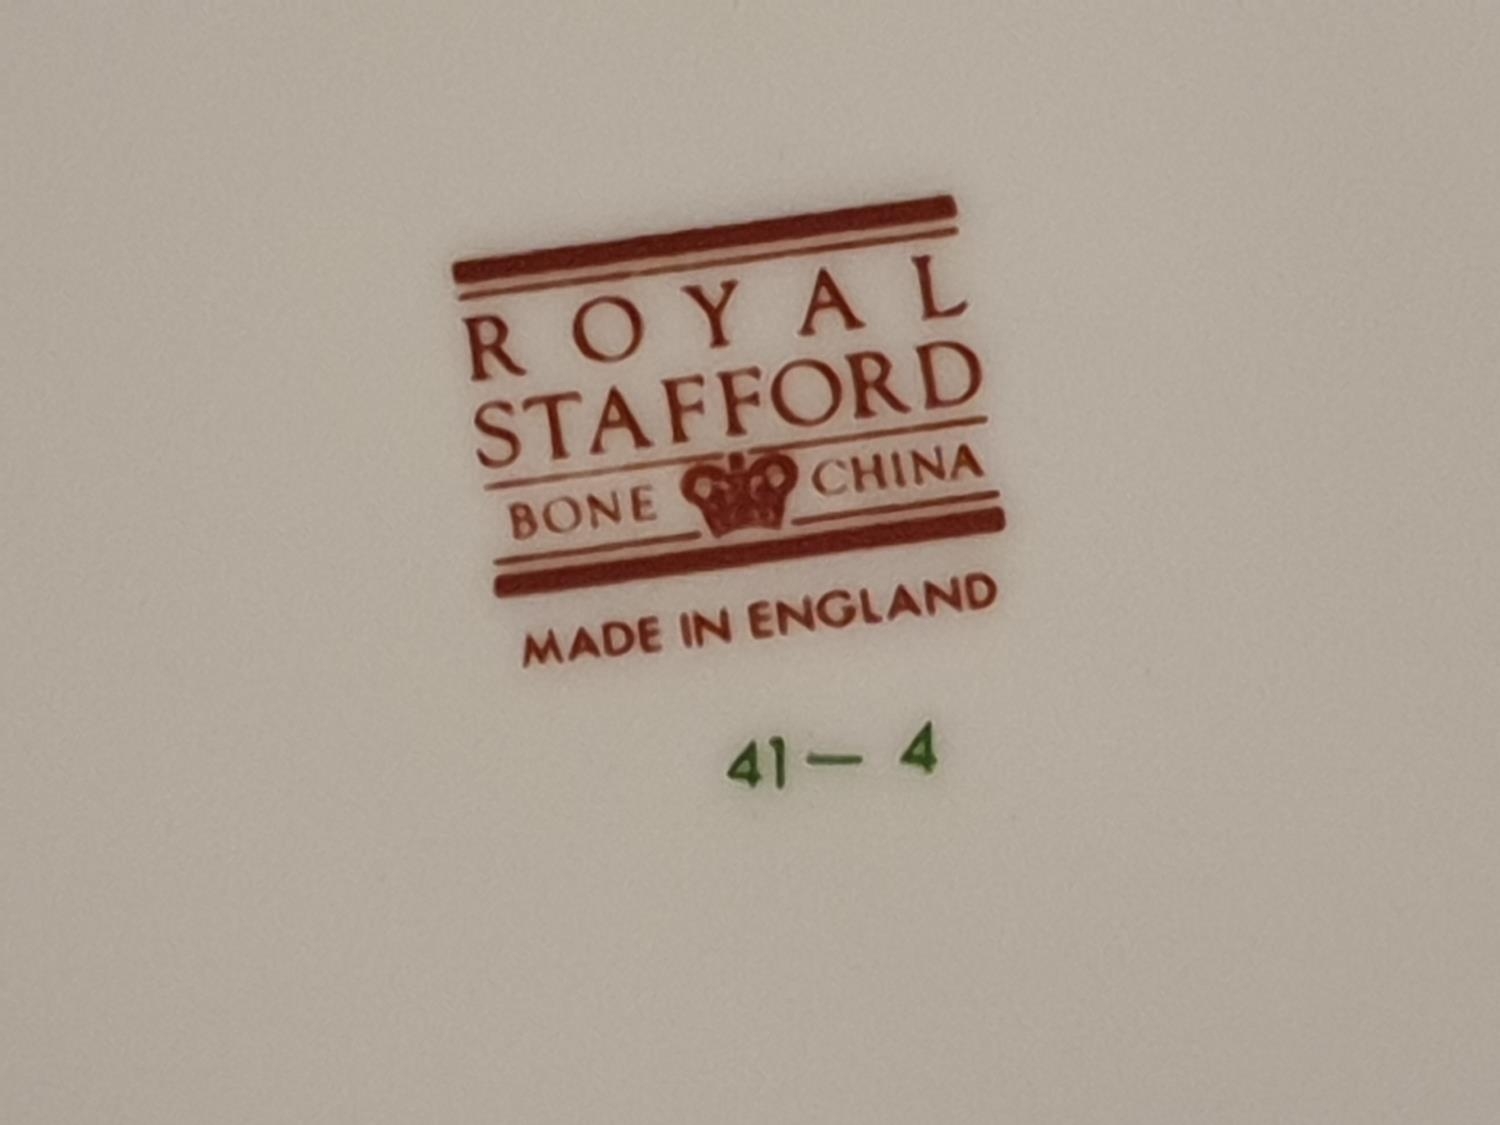 ROYAL
STAFFORD
BONE CHINA
MADE IN ENGLAND
41— 4